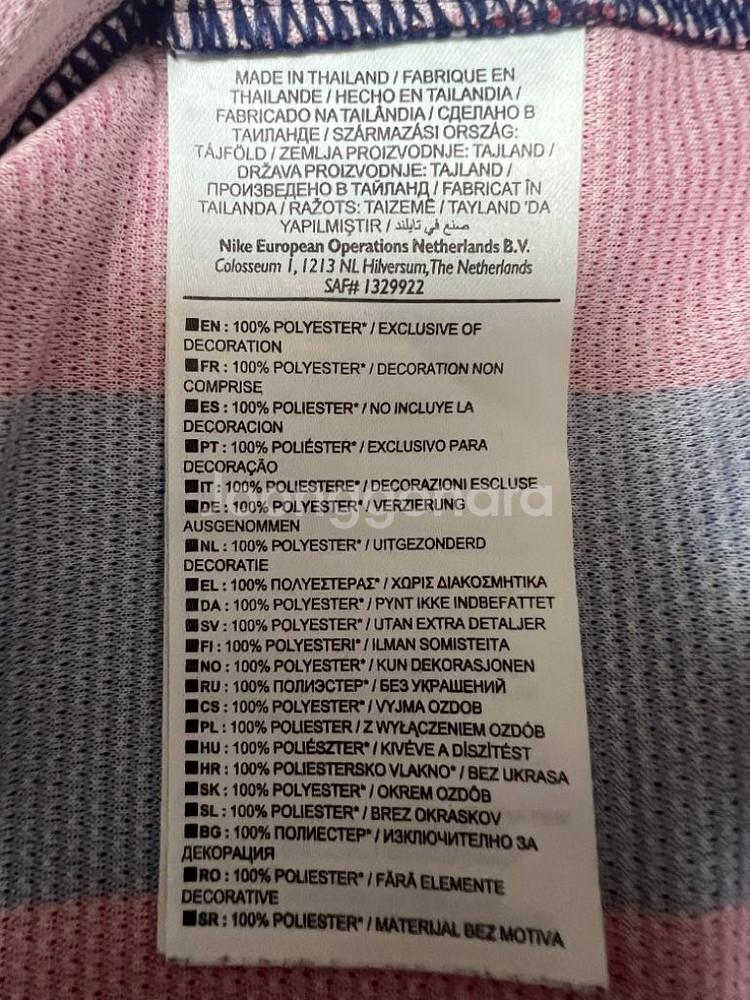 MADE IN THAILAND / FABRIQUE EN
THAILANDE / HECHO EN TAILANDIA /
FABRICADO NA TAILÂNDIA / СДЕЛАНО В
ТАИЛАНДЕ / SZÁRMAZÁSI ORSZÁG:
TÁJFÖLD / ZEMLJA PROIZVODNJE: TAJLAND /
DRŽAVA PROIZVODNJE: TAJLAND /
ПРОИЗВЕДЕНО В ТАЙЛАНД / FABRICAT ÎN
TAILANDA / RAŽOTS: TAIZEMĒ / TAYLAND 'DA
YAPILMIŞTIR / صنع في تايلند
Nike European Operations Netherlands B.V.
Colosseum 1, 1213 NL Hilversum, The Netherlands
SAF# 1329922
EN : 100% POLYESTER* / EXCLUSIVE OF
DECORATION
FR : 100% POLYESTER* / DECORATION NON
COMPRISE
ES : 100% POLIESTER* / NO INCLUYE LA
DECORACION
PT : 100% POLIÉSTER* / EXCLUSIVO PARA
DECORAÇÃO
IT : 100% POLIESTERE* / DECORAZIONI ESCLUSE
DE : 100% POLYESTER* / VERZIERUNG
AUSGENOMMEN
NL : 100% POLYESTER* / UITGEZONDERD
DECORATIE
EL : 100% ΠΟΛΥΕΣΤΕΡΑΣ* / ΧΩΡΙΣ ΔΙΑΚΟΣΜΗΤΙΚΑ
DA : 100% POLYESTER* / PYNT IKKE INDBEFATTET
SV : 100% POLYESTER* / UTAN EXTRA DETALJER
FI : 100% POLYESTERI* / ILMAN SOMISTEITA
NO : 100% POLYESTER* / KUN DEKORASJONEN
RU : 100% ПОЛИЭСТЕР* / БЕЗ УКРАШЕНИЙ
CS : 100% POLYESTER* / VYJMA OZDOB
PL : 100% POLIESTER / Z WYŁĄCZENIEM OZDÓB
HU : 100% POLIÉSZTER* / KIVÉVE A DÍSZÍTÉST
HR : 100% POLIESTERSKO VLAKNO* / BEZ UKRASA
SK : 100% POLYESTER* / OKREM OZDÔB
SL : 100% POLIESTER* / BREZ OKRASKOV
BG : 100% ПОЛИЕСТЕР* / ИЗКЛЮЧИТЕЛНО ЗА
ДЕКОРАЦИЯ
RO : 100% POLIESTER* / FĂRĂ ELEMENTE
DECORATIVE
SR : 100% POLIESTER* / MATERIJAL BEZ MOTIVA